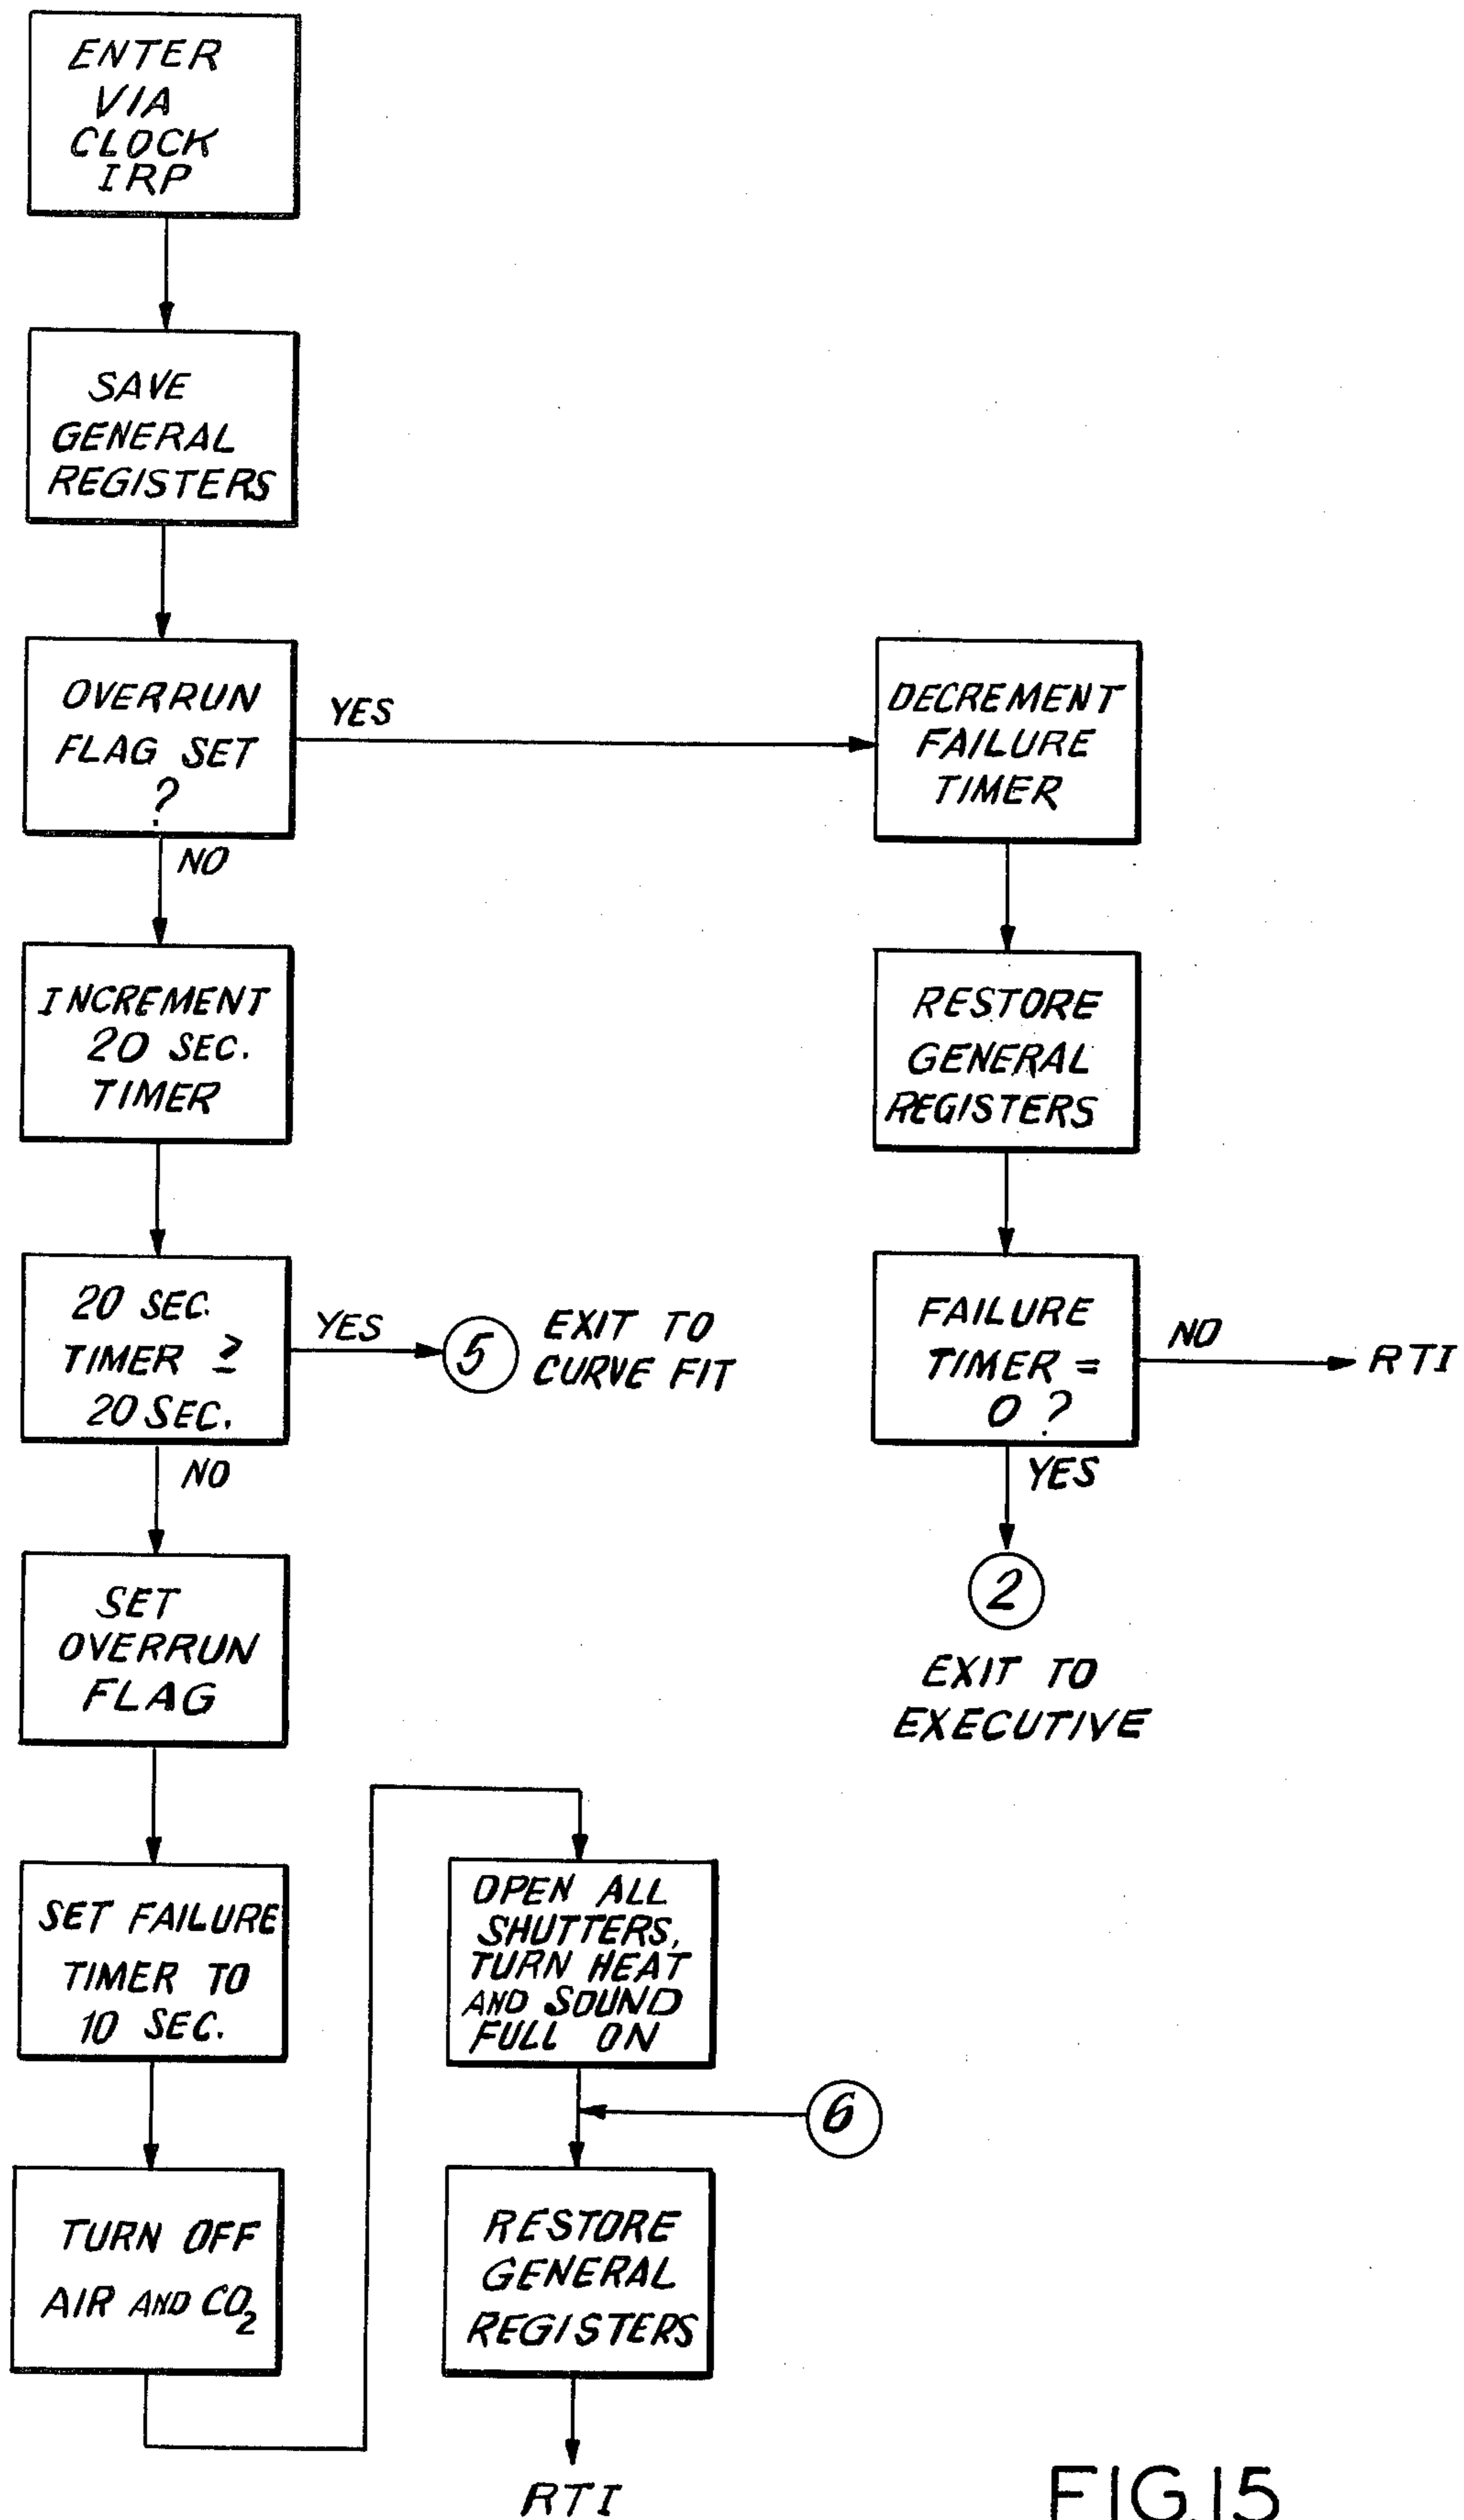 ENTER
VIA
CLOCK
IRP
SAVE
GENERAL
REGISTERS
OVERRUN
FLAG SET
?
YES
NO
DECREMENT
FAILURE
TIMER
INCREMENT
20 SEC.
TIMER
RESTORE
GENERAL
REGISTERS
20 SEC.
TIMER ≥
20 SEC.
YES
5
EXIT TO
CURVE FIT
NO
FAILURE
TIMER =
0 ?
NO
RTI
YES
2
EXIT TO
EXECUTIVE
SET
OVERRUN
FLAG
SET FAILURE
TIMER TO
10 SEC.
TURN OFF
AIR AND CO₂
OPEN ALL
SHUTTERS,
TURN HEAT
AND SOUND
FULL ON
6
RESTORE
GENERAL
REGISTERS
RTI
FIG.15